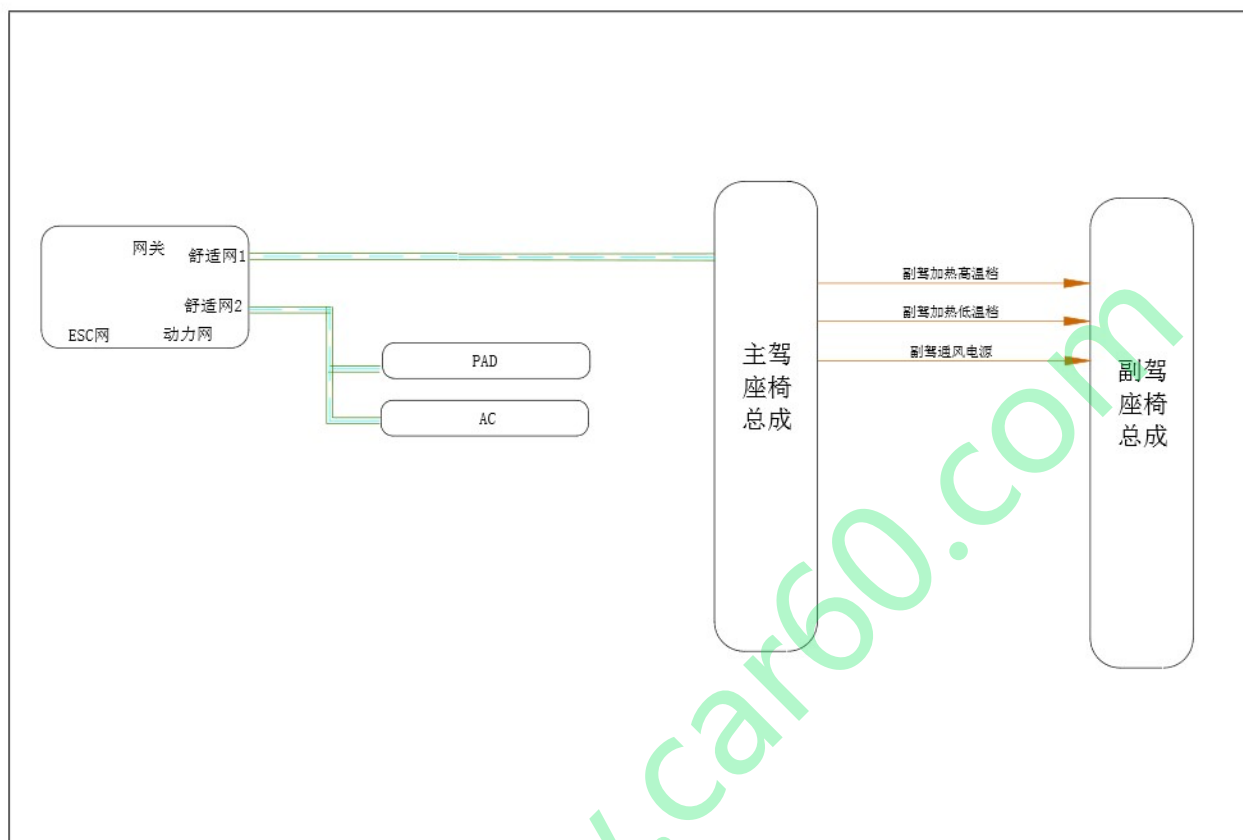 网关
舒适网1
舒适网2
ESC网
动力网
PAD
AC
主驾
座椅
总成
副驾加热高温档
副驾加热低温档
副驾通风电源
副驾
座椅
总成
.car60.com